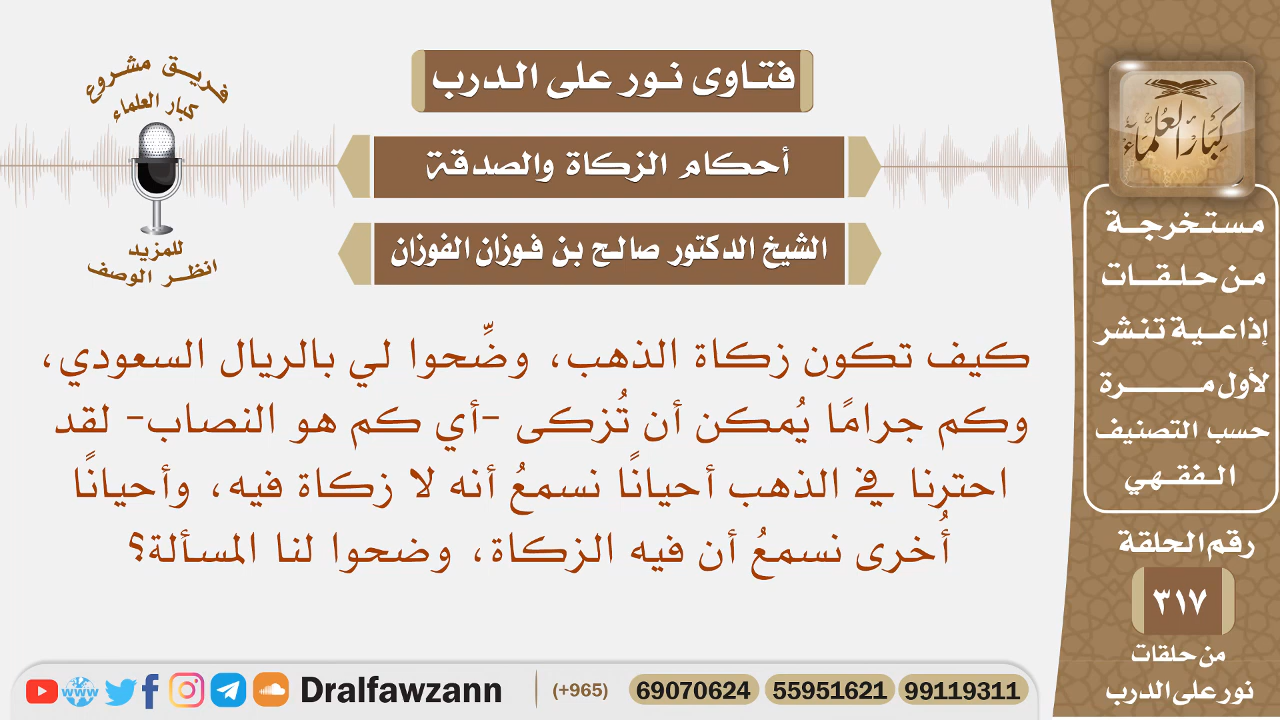 فتاوى نور على الدرب
أحكام الزكاة والصدقة
الشيخ الدكتور صالح بن فوزان الفوزان
فريق مشروع
كبار العلماء
للمزيد
انظر الوصف
كيف تكون زكاة الذهب، وضِّحوا لي بالريال السعودي،
وكم جرامًا يُمكن أن تُزكى -أي كم هو النصاب- لقد
احترنا في الذهب أحيانًا نسمعُ أنه لا زكاة فيه، وأحيانًا
أُخرى نسمعُ أن فيه الزكاة، وضحوا لنا المسألة؟
كبار العلماء
مستخرجة
من حلقات
إذاعية تنشر
لأول مرة
حسب التصنيف
الفقهي
رقم الحلقة
٣١٧
من حلقات
نور على الدرب
www
Dralfawzann
(+965)
69070624
55951621
99119311